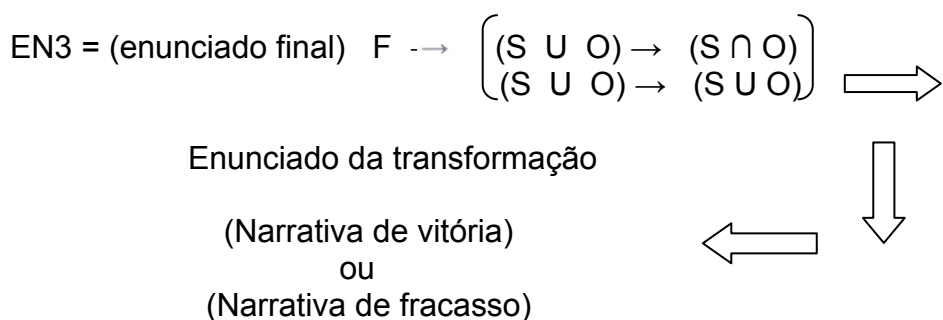 EN3 = (enunciado final) F -→ (S U O) → (S ∩ O)
(S U O) → (S U O)
Enunciado da transformação
(Narrativa de vitória)
ou
(Narrativa de fracasso)